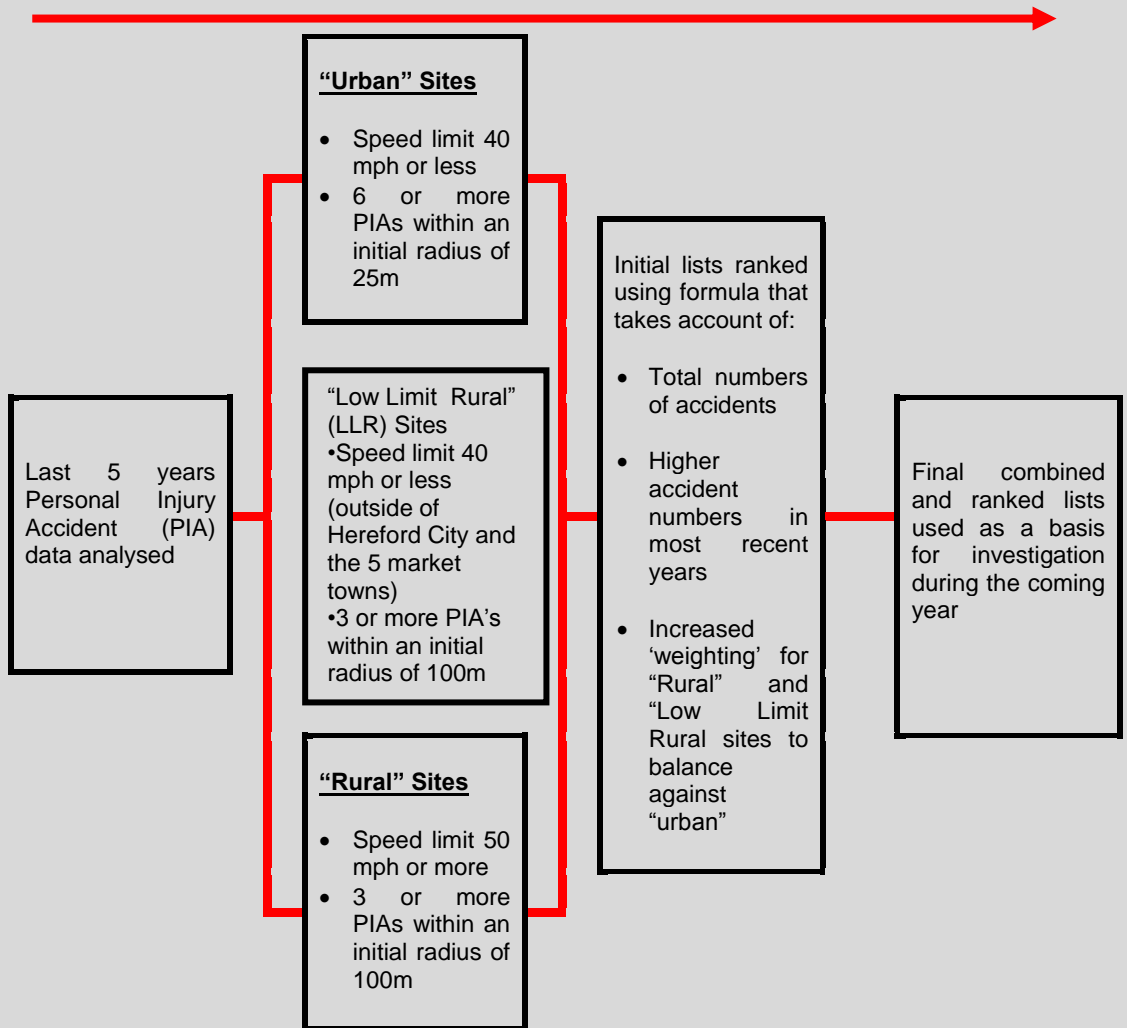 Last 5 years
Personal Injury
Accident (PIA)
data analysed
“Urban” Sites
• Speed limit 40
mph or less
• 6 or more
PIAs within an
initial radius of
25m
“Low Limit Rural”
(LLR) Sites
•Speed limit 40
mph or less
(outside of
Hereford City and
the 5 market
towns)
•3 or more PIA’s
within an initial
radius of 100m
“Rural” Sites
• Speed limit 50
mph or more
• 3 or more
PIAs within an
initial radius of
100m
Initial lists ranked
using formula that
takes account of:
• Total numbers
of accidents
• Higher
accident
numbers in
most recent
years
• Increased
‘weighting’ for
“Rural” and
“Low Limit
Rural sites to
balance
against
“urban”
Final combined
and ranked lists
used as a basis
for investigation
during the coming
year